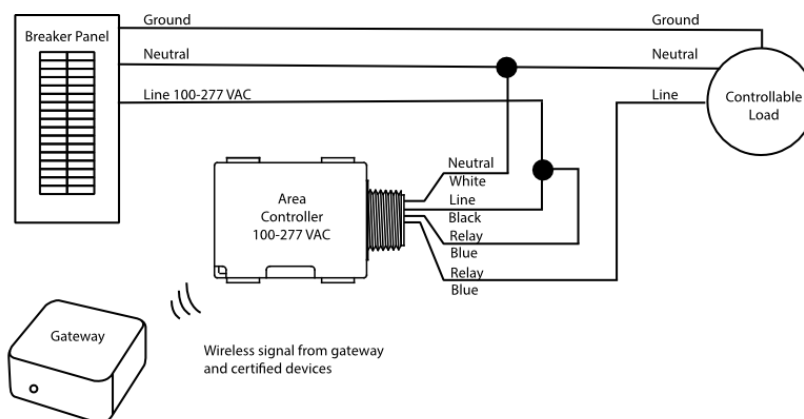 Ground
Ground
Breaker Panel
Neutral
Neutral
Line 100-277 VAC
Line
Controllable
Load
Neutral
White
Line
Black
Relay
Blue
Relay
Blue
Area
Controller
100-277 VAC
Gateway
Wireless signal from gateway
and certified devices